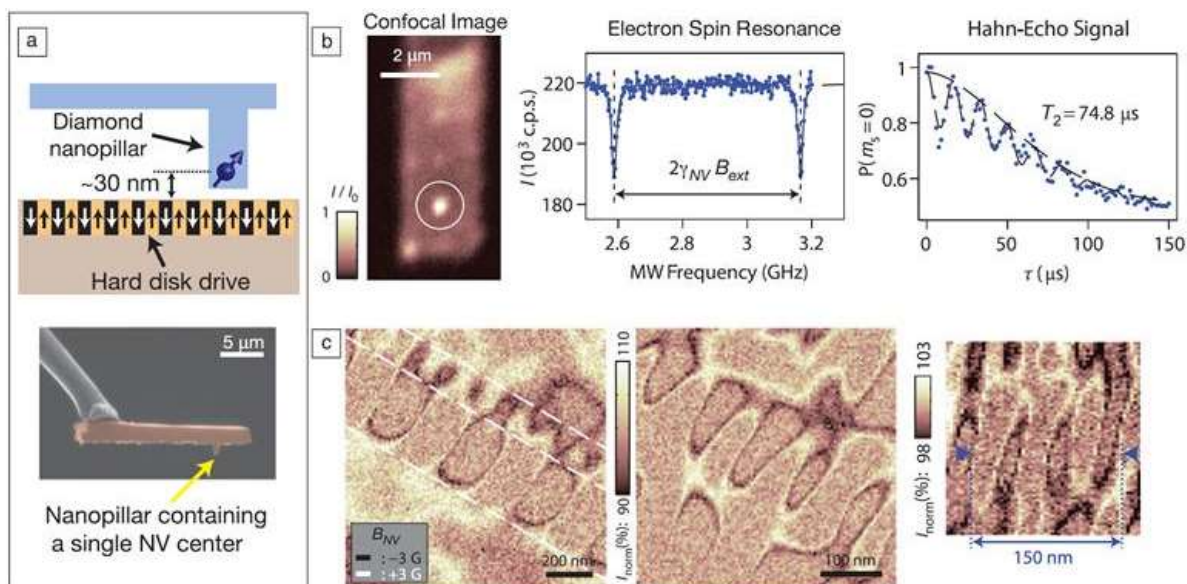 a
Diamond
nanopillar
~30 nm
Hard disk drive
5 µm
Nanopillar containing
a single NV center
b
Confocal Image
2 µm
I / I0
1
0
Electron Spin Resonance
I (10³ c.p.s.)
220
200
180
2γNV Bext
2.6
2.8
3
3.2
MW Frequency (GHz)
Hahn-Echo Signal
P(ms=0)
1
0.8
0.6
T2 = 74.8 µs
0
50
100
150
τ (µs)
c
BNV
: −3 G
: +3 G
200 nm
Inorm(%): 90
110
100 nm
Inorm(%): 98
103
150 nm